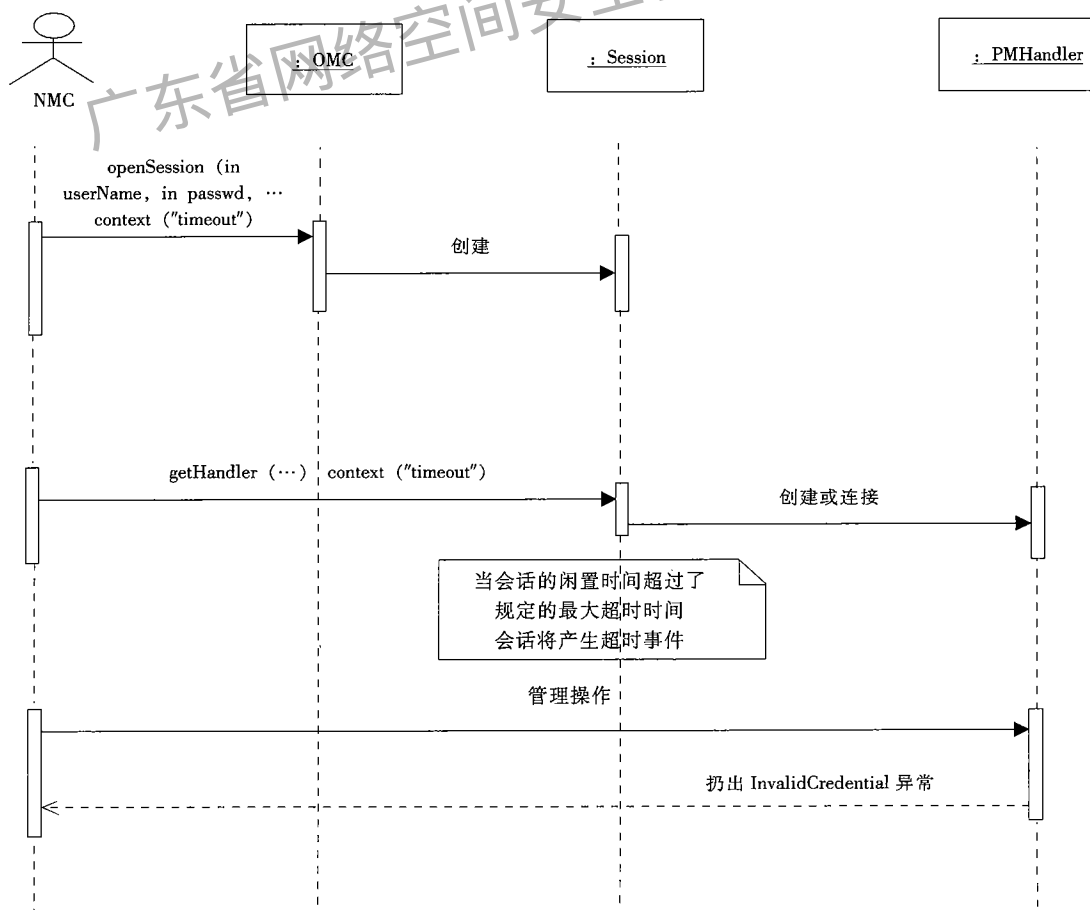 广东省网络空间安全
NMC
: OMC
: Session
: PMHandler
openSession (in
userName, in passwd, …
context ("timeout")
创建
getHandler (…) context ("timeout")
创建或连接
当会话的闲置时间超过了
规定的最大超时时间
会话将产生超时事件
管理操作
扔出 InvalidCredential 异常